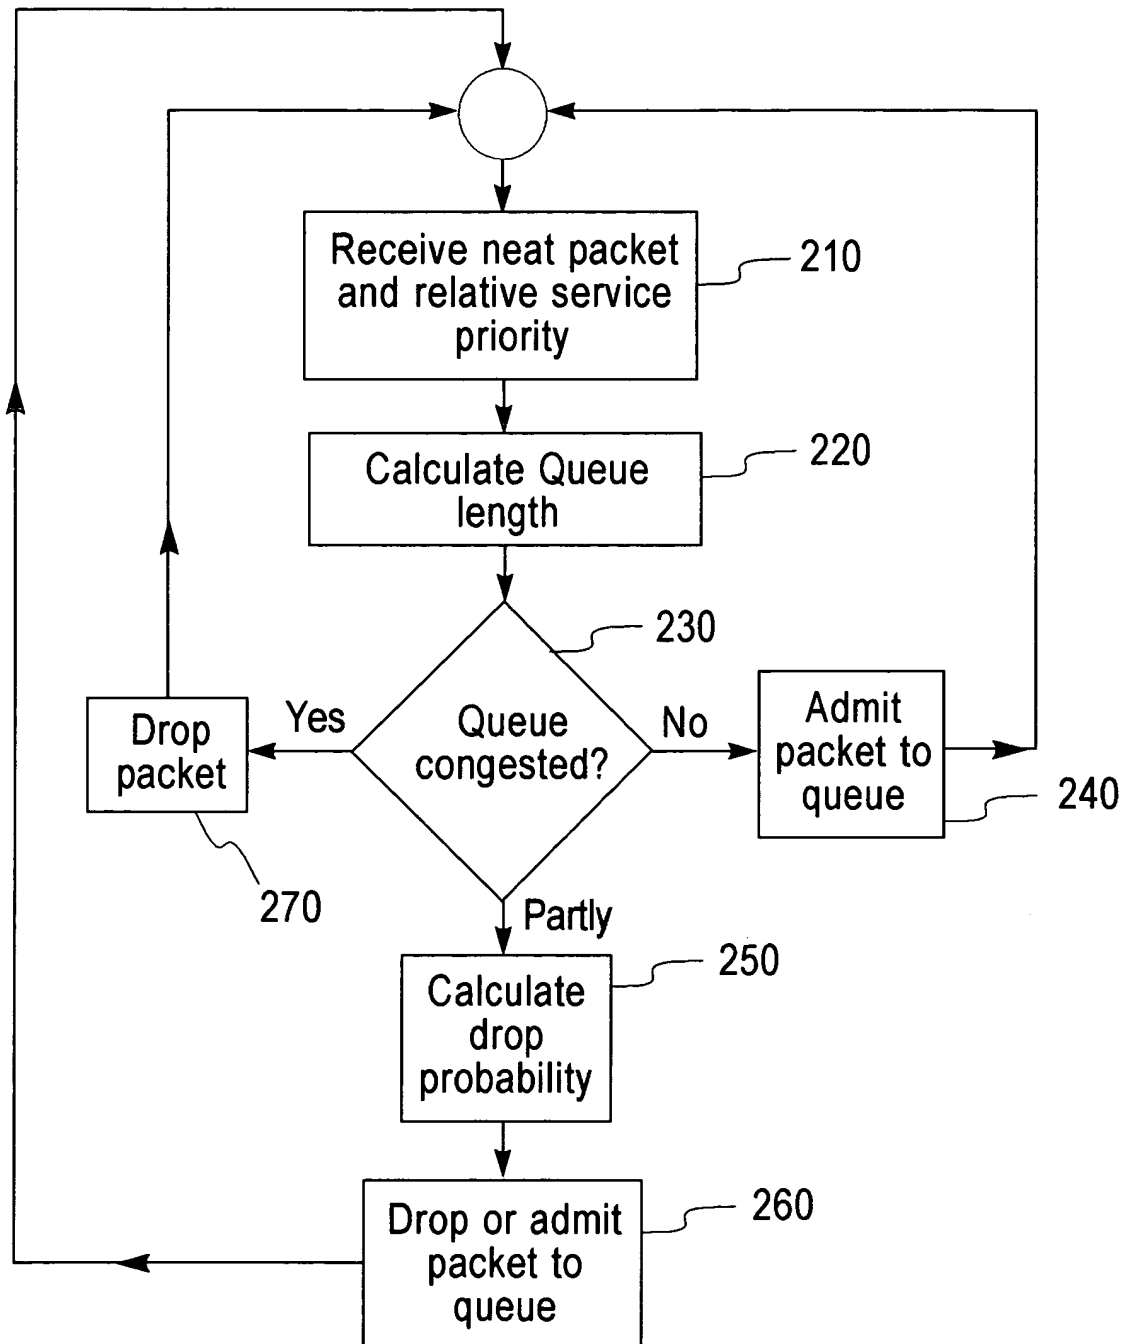 Receive neat packet
and relative service
priority
210
Calculate Queue
length
220
230
Queue
congested?
Yes
No
Drop
packet
270
Admit
packet to
queue
240
Partly
250
Calculate
drop
probability
260
Drop or admit
packet to
queue